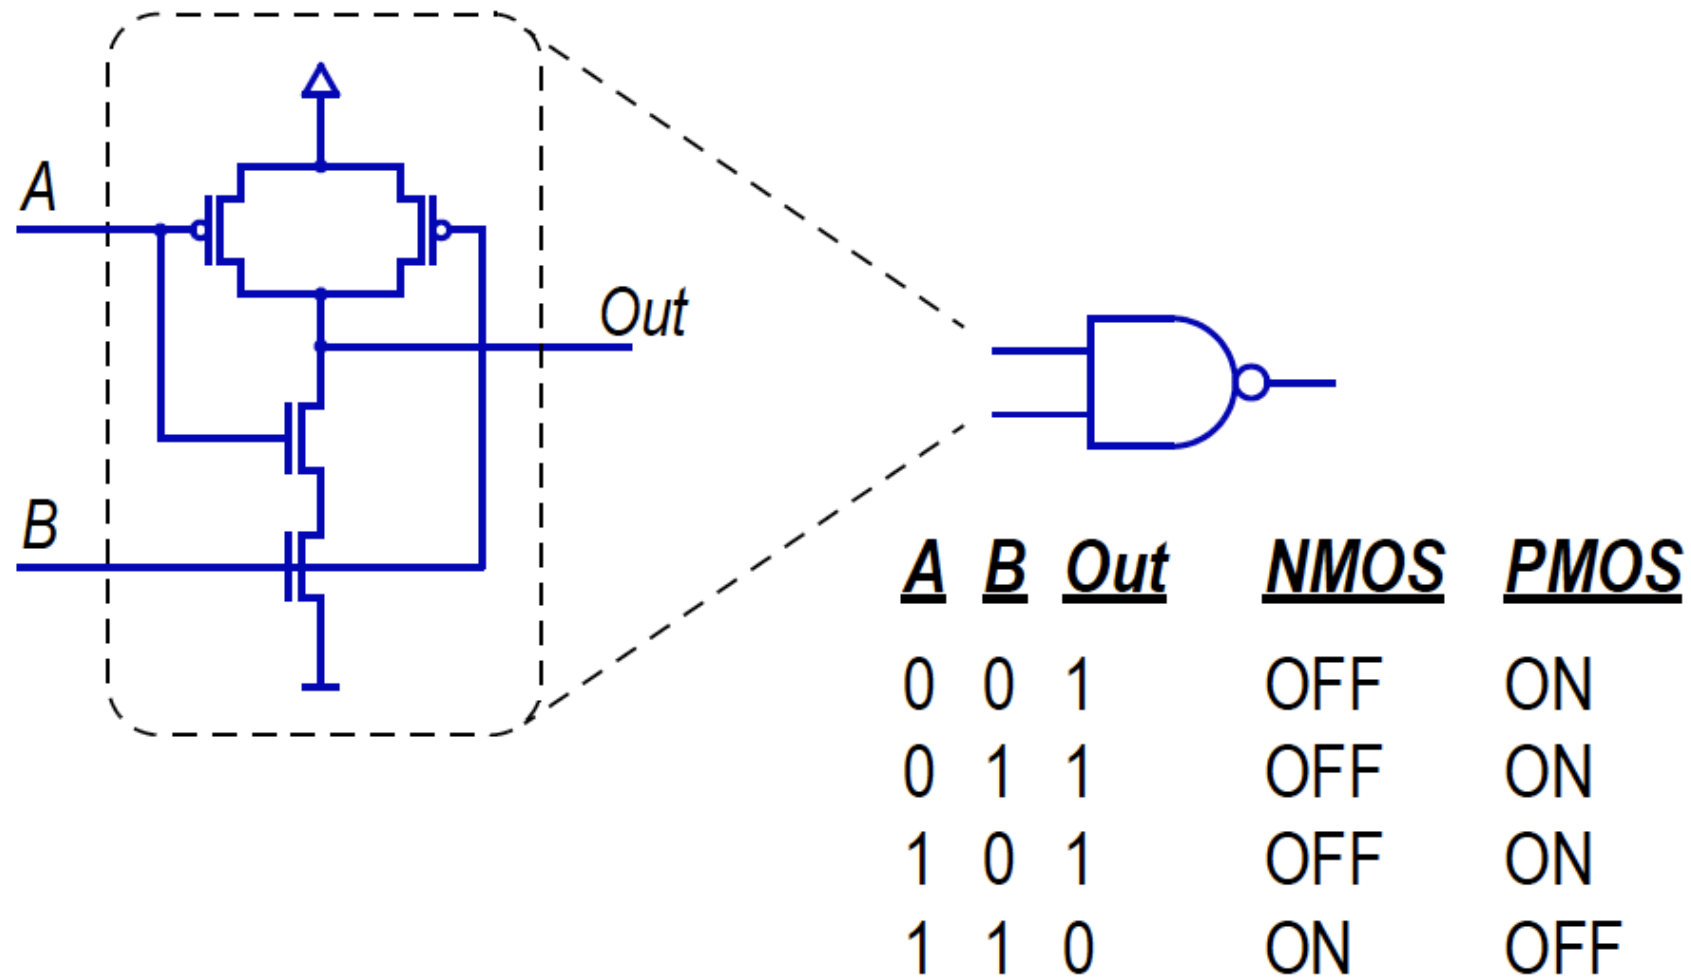 A
Out
B
A B Out NMOS PMOS
0 0 1 OFF ON
0 1 1 OFF ON
1 0 1 OFF ON
1 1 0 ON OFF